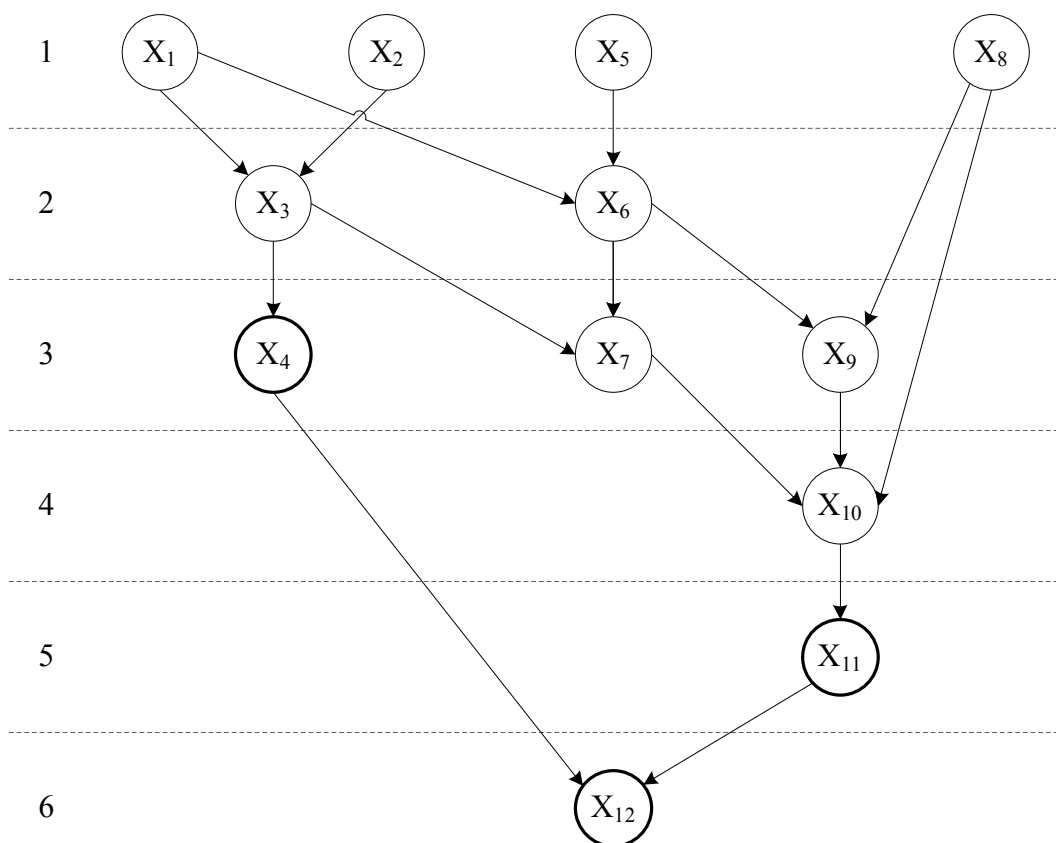 1 X₁ X₂ X₅ X₈
2 X₃ X₆
3 X₄ X₇ X₉
4 X₁₀
5 X₁₁
6 X₁₂